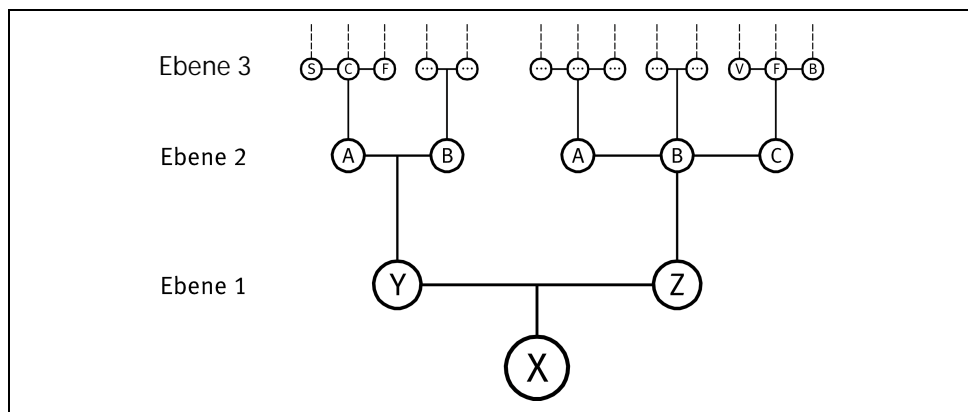 Ebene 3 S C F ... ... ... ... ... ... ... V F B
Ebene 2 A B A B C
Ebene 1 Y Z
X